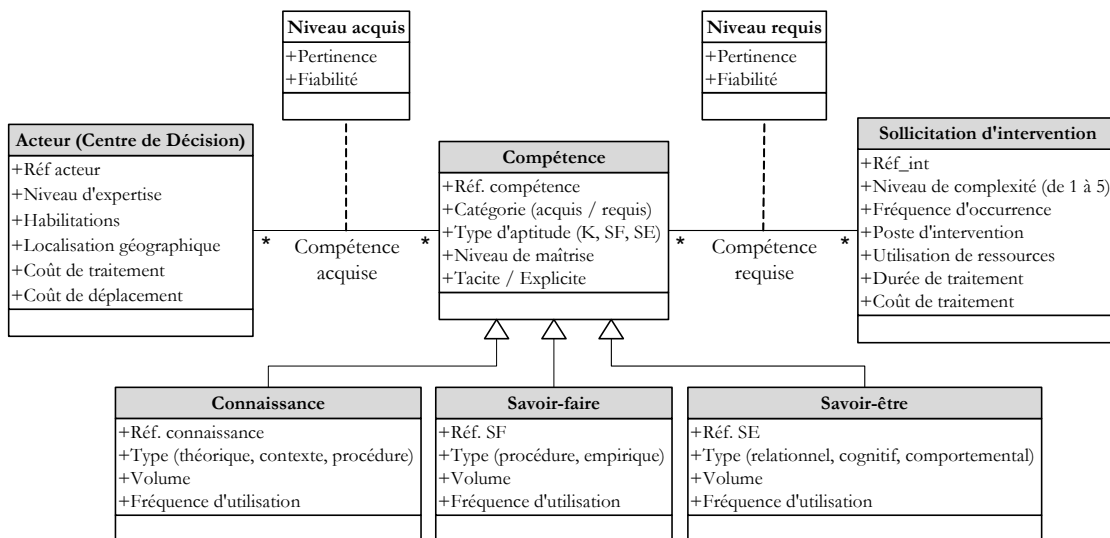 Niveau acquis
+Pertinence
+Fiabilité
Niveau requis
+Pertinence
+Fiabilité
Acteur (Centre de Décision)
+Réf acteur
+Niveau d'expertise
+Habilitations
+Localisation géographique
+Coût de traitement
+Coût de déplacement
* Compétence *
acquise
Compétence
+Réf. compétence
+Catégorie (acquis / requis)
+Type d'aptitude (K, SF, SE)
+Niveau de maîtrise
+Tacite / Explicite
* Compétence *
requise
Sollicitation d'intervention
+Réf_int
+Niveau de complexité (de 1 à 5)
+Fréquence d'occurrence
+Poste d'intervention
+Utilisation de ressources
+Durée de traitement
+Coût de traitement
Connaissance
+Réf. connaissance
+Type (théorique, contexte, procédure)
+Volume
+Fréquence d'utilisation
Savoir-faire
+Réf. SF
+Type (procédure, empirique)
+Volume
+Fréquence d'utilisation
Savoir-être
+Réf. SE
+Type (relationnel, cognitif, comportemental)
+Volume
+Fréquence d'utilisation